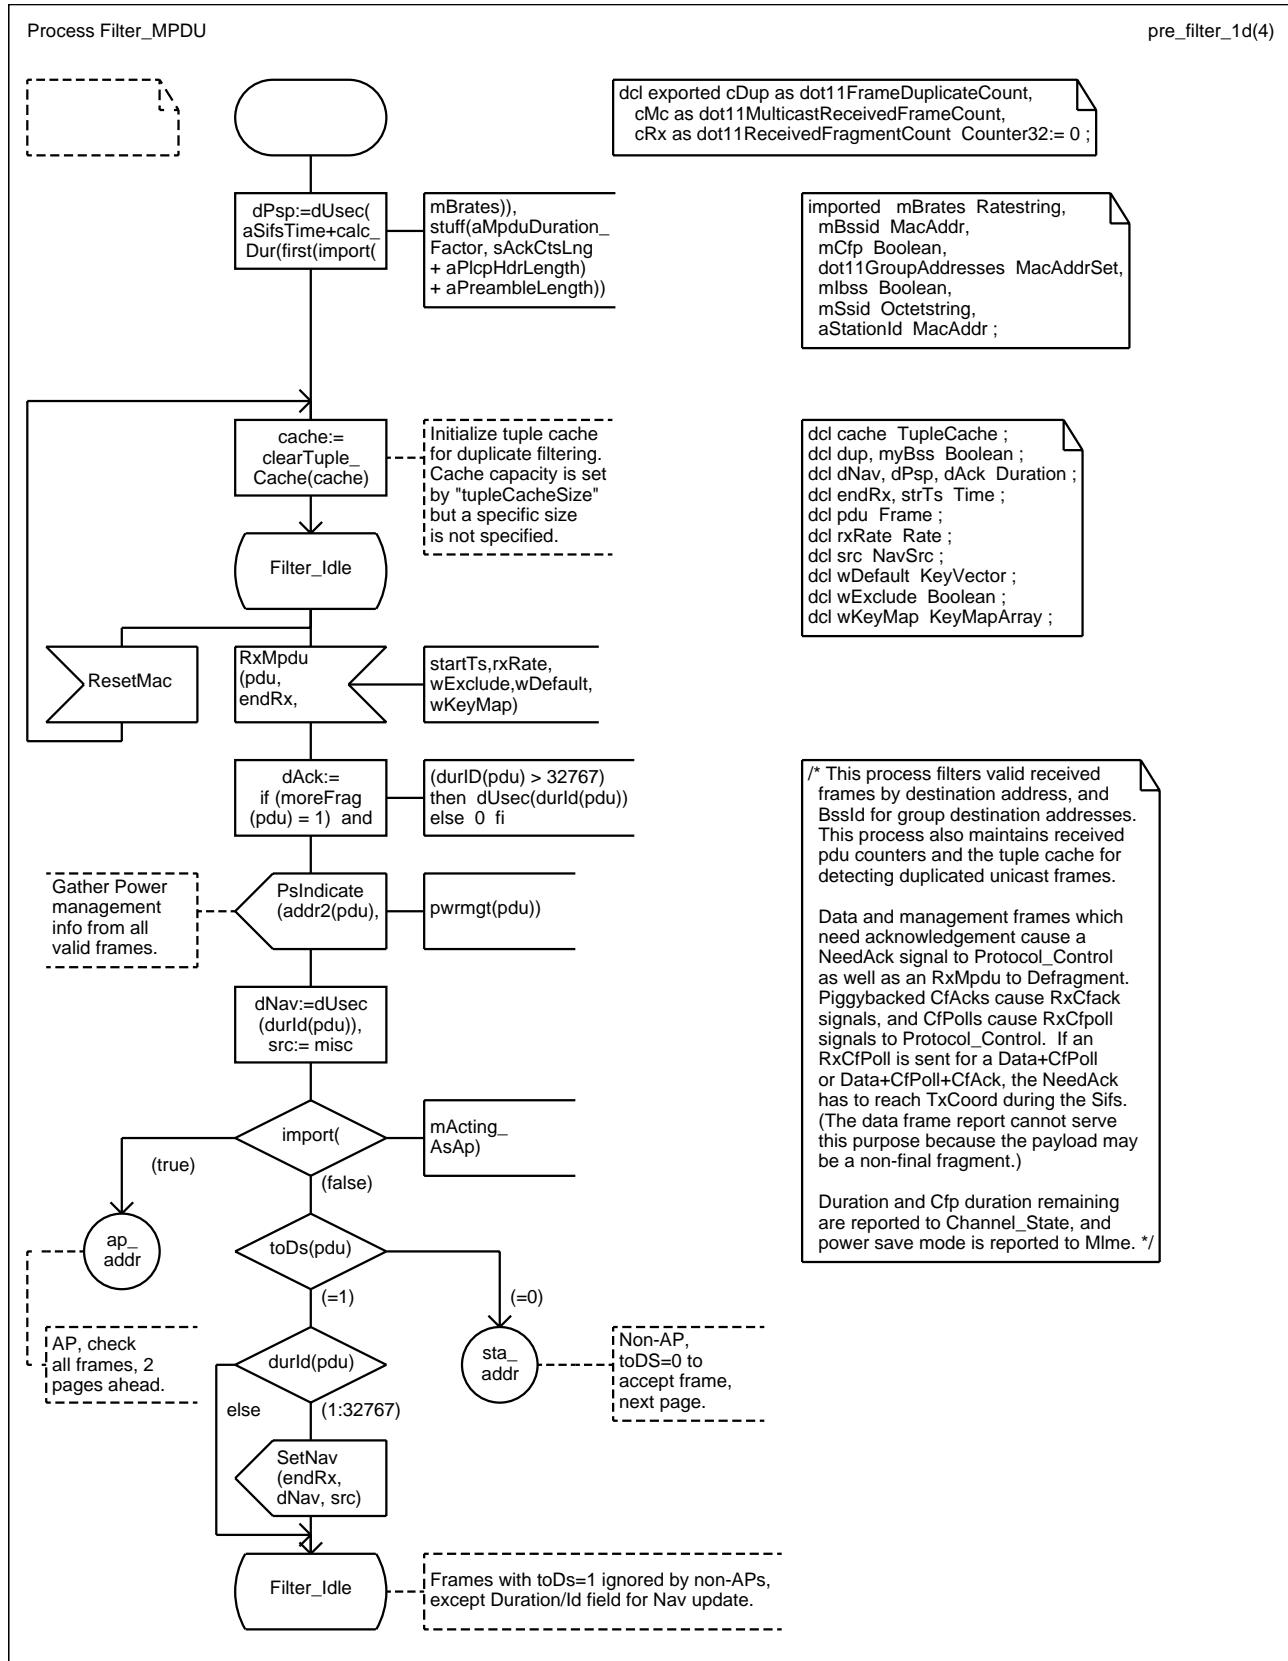 Process Filter_MPDU
pre_filter_1d(4)
dcl exported cDup as dot11FrameDuplicateCount,
cMc as dot11MulticastReceivedFrameCount,
cRx as dot11ReceivedFragmentCount Counter32:= 0 ;
dPsp:=dUsec(
aSifsTime+calc_
Dur(first(import(
mBrates)),
stuff(aMpduDuration_
Factor, sAckCtsLng
+ aPlcpHdrLength)
+ aPreambleLength))
imported mBrates Ratestring,
mBssid MacAddr,
mCfp Boolean,
dot11GroupAddresses MacAddrSet,
mIbss Boolean,
mSsid Octetstring,
aStationId MacAddr ;
cache:=
clearTuple_
Cache(cache)
Initialize tuple cache
for duplicate filtering.
Cache capacity is set
by "tupleCacheSize"
but a specific size
is not specified.
dcl cache TupleCache ;
dcl dup, myBss Boolean ;
dcl dNav, dPsp, dAck Duration ;
dcl endRx, strTs Time ;
dcl pdu Frame ;
dcl rxRate Rate ;
dcl src NavSrc ;
dcl wDefault KeyVector ;
dcl wExclude Boolean ;
dcl wKeyMap KeyMapArray ;
Filter_Idle
ResetMac
RxMpdu
(pdu,
endRx,
startTs,rxRate,
wExclude,wDefault,
wKeyMap)
dAck:=
if (moreFrag
(pdu) = 1) and
(durID(pdu) > 32767)
then dUsec(durId(pdu))
else 0 fi
/* This process filters valid received
frames by destination address, and
BssId for group destination addresses.
This process also maintains received
pdu counters and the tuple cache for
detecting duplicated unicast frames.
Data and management frames which
need acknowledgement cause a
NeedAck signal to Protocol_Control
as well as an RxMpdu to Defragment.
Piggybacked CfAcks cause RxCfack
signals, and CfPolls cause RxCfpoll
signals to Protocol_Control. If an
RxCfPoll is sent for a Data+CfPoll
or Data+CfPoll+CfAck, the NeedAck
has to reach TxCoord during the Sifs.
(The data frame report cannot serve
this purpose because the payload may
be a non-final fragment.)
Duration and Cfp duration remaining
are reported to Channel_State, and
power save mode is reported to Mlme. */
Gather Power
management
info from all
valid frames.
PsIndicate
(addr2(pdu),
pwrmgt(pdu))
dNav:=dUsec
(durId(pdu)),
src:= misc
import(
mActing_
AsAp)
(true)
(false)
ap_
addr
toDs(pdu)
(=1)
(=0)
AP, check
all frames, 2
pages ahead.
durId(pdu)
sta_
addr
Non-AP,
toDS=0 to
accept frame,
next page.
else
(1:32767)
SetNav
(endRx,
dNav, src)
Filter_Idle
Frames with toDs=1 ignored by non-APs,
except Duration/Id field for Nav update.